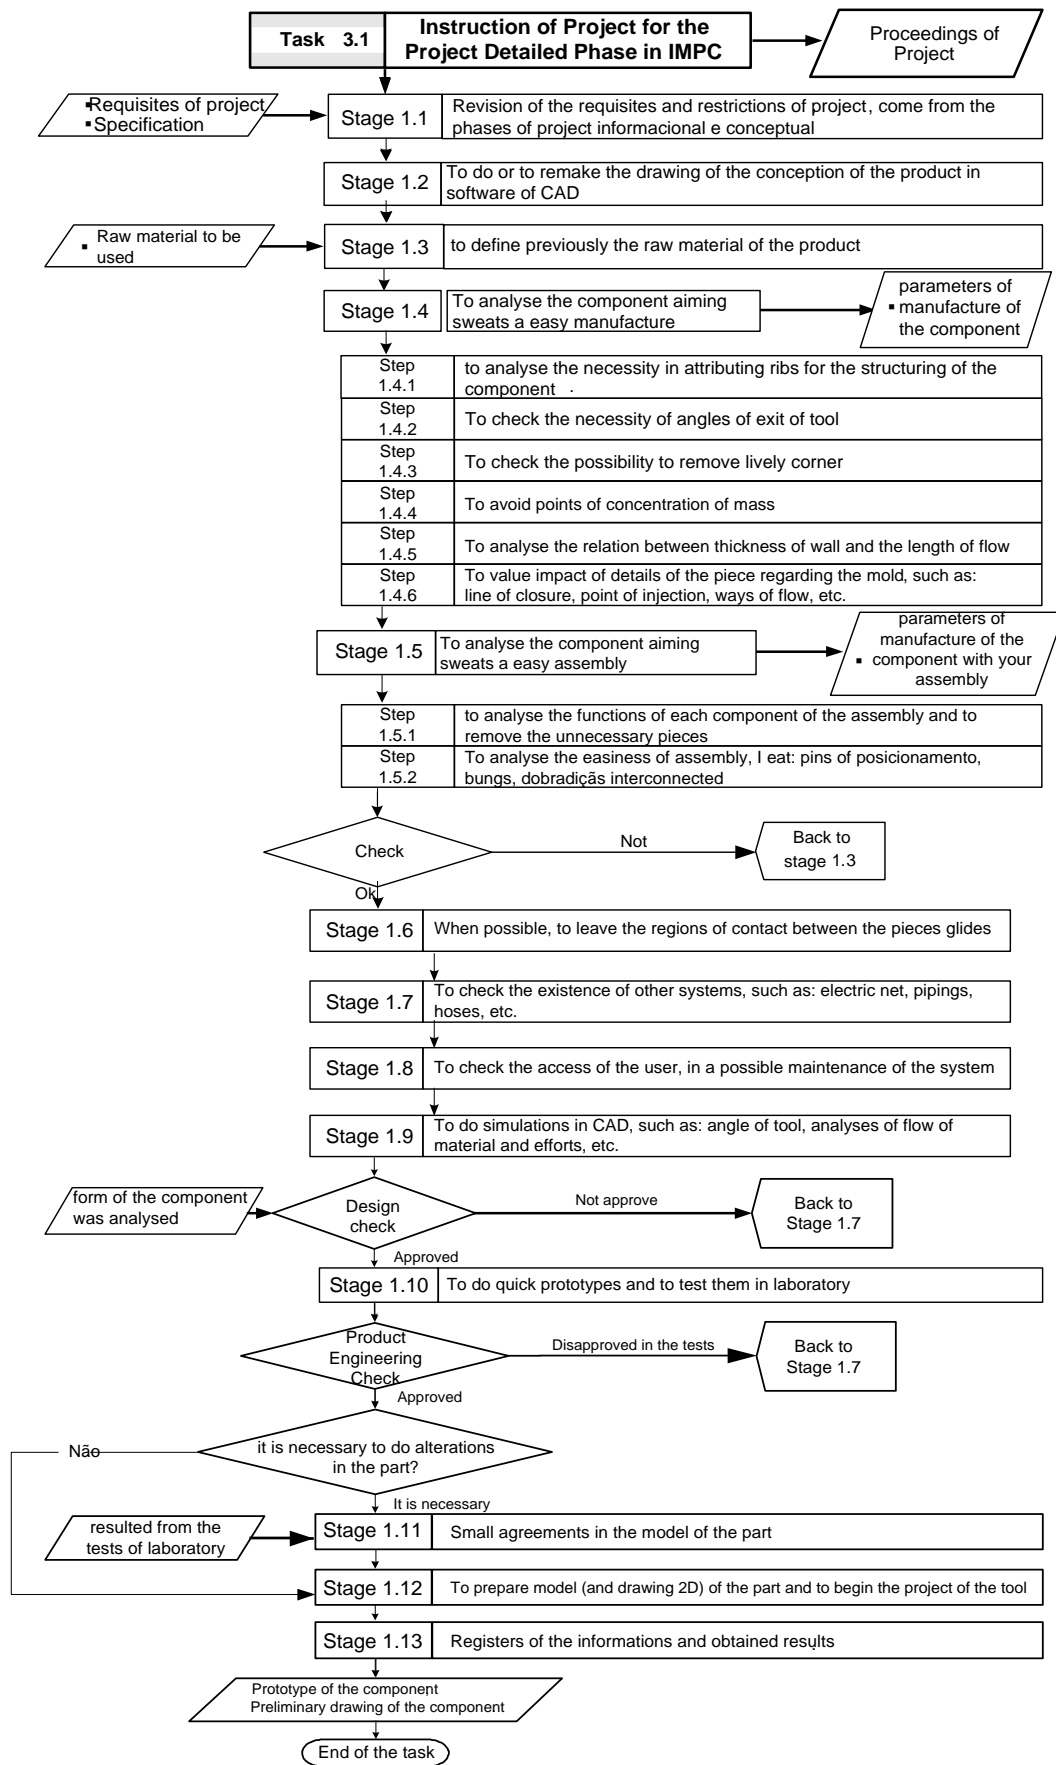 Task 3.1
Instruction of Project for the
Project Detailed Phase in IMPC
Proceedings of
Project
▪Requisites of project
▪Specification
Stage 1.1
Revision of the requisites and restrictions of project, come from the
phases of project informacional e conceptual
Stage 1.2
To do or to remake the drawing of the conception of the product in
software of CAD
▪ Raw material to be
used
Stage 1.3
to define previously the raw material of the product
Stage 1.4
To analyse the component aiming
sweats a easy manufacture
parameters of
▪ manufacture of
the component
Step
1.4.1
to analyse the necessity in attributing ribs for the structuring of the
component .
Step
1.4.2
To check the necessity of angles of exit of tool
Step
1.4.3
To check the possibility to remove lively corner
Step
1.4.4
To avoid points of concentration of mass
Step
1.4.5
To analyse the relation between thickness of wall and the length of flow
Step
1.4.6
To value impact of details of the piece regarding the mold, such as:
line of closure, point of injection, ways of flow, etc.
Stage 1.5
To analyse the component aiming
sweats a easy assembly
parameters of
manufacture of the
▪ component with your
assembly
Step
1.5.1
to analyse the functions of each component of the assembly and to
remove the unnecessary pieces
Step
1.5.2
To analyse the easiness of assembly, I eat: pins of posicionamento,
bungs, dobradiçãs interconnected
Check
Not
Back to
stage 1.3
Ok
Stage 1.6
When possible, to leave the regions of contact between the pieces glides
Stage 1.7
To check the existence of other systems, such as: electric net, pipings,
hoses, etc.
Stage 1.8
To check the access of the user, in a possible maintenance of the system
Stage 1.9
To do simulations in CAD, such as: angle of tool, analyses of flow of
material and efforts, etc.
form of the component
was analysed
Design
check
Not approve
Back to
Stage 1.7
Approved
Stage 1.10
To do quick prototypes and to test them in laboratory
Product
Engineering
Check
Disapproved in the tests
Back to
Stage 1.7
Approved
it is necessary to do alterations
in the part?
Não
It is necessary
resulted from the
tests of laboratory
Stage 1.11
Small agreements in the model of the part
Stage 1.12
To prepare model (and drawing 2D) of the part and to begin the project of the tool
Stage 1.13
Registers of the informations and obtained results
Prototype of the component
Preliminary drawing of the component
End of the task